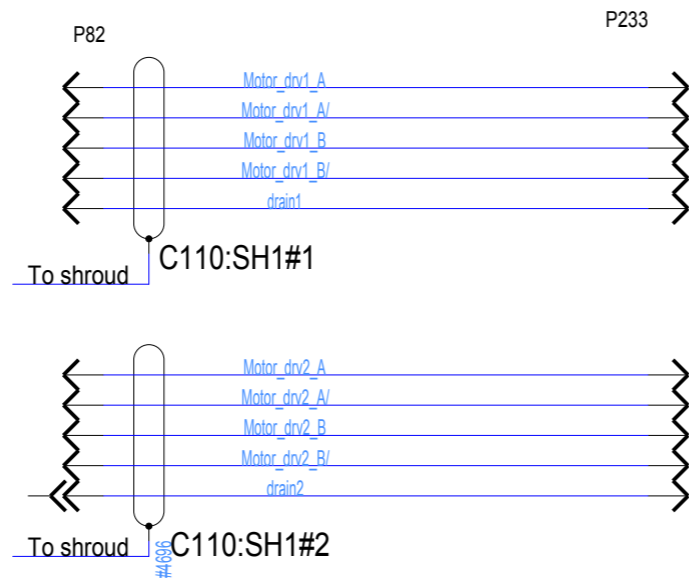 P82
P233
Motor_drv1_A
Motor_drv1_A/
Motor_drv1_B
Motor_drv1_B/
drain1
C110:SH1#1
To shroud
Motor_drv2_A
Motor_drv2_A/
Motor_drv2_B
Motor_drv2_B/
drain2
To shroud
#4696
C110:SH1#2